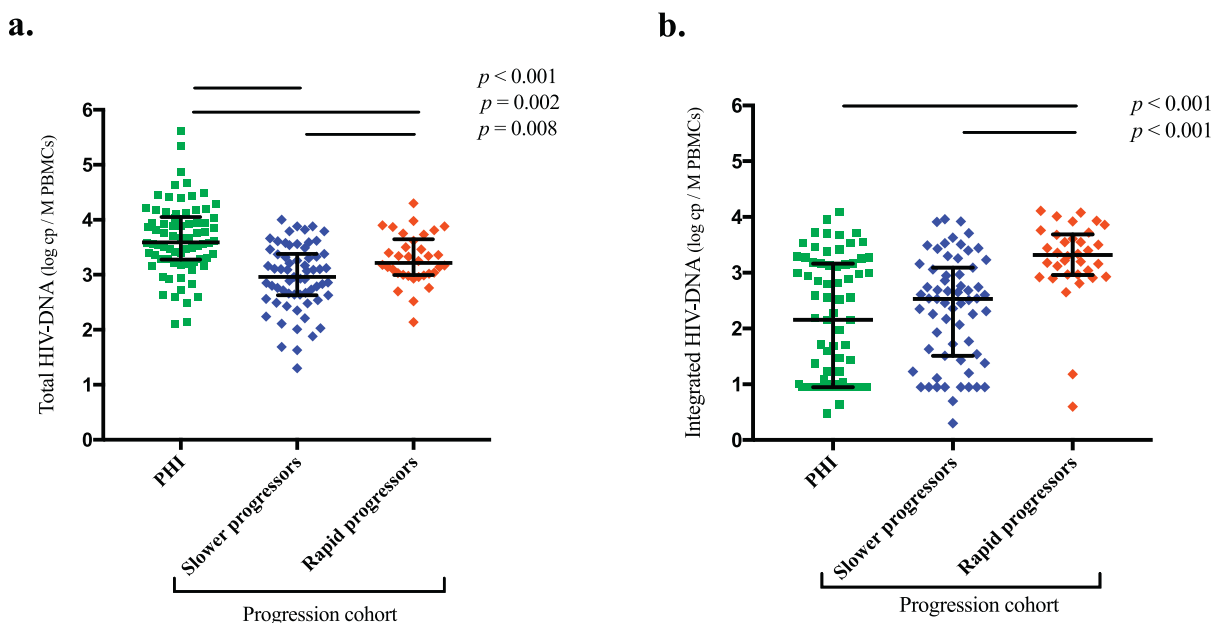 a.
p < 0.001
p = 0.002
p = 0.008
Total HIV-DNA (log cp / M PBMCs)
6
5
4
3
2
1
0
PHI
Slower progressors
Rapid progressors
Progression cohort
b.
p < 0.001
p < 0.001
Integrated HIV-DNA (log cp / M PBMCs)
6
5
4
3
2
1
0
PHI
Slower progressors
Rapid progressors
Progression cohort